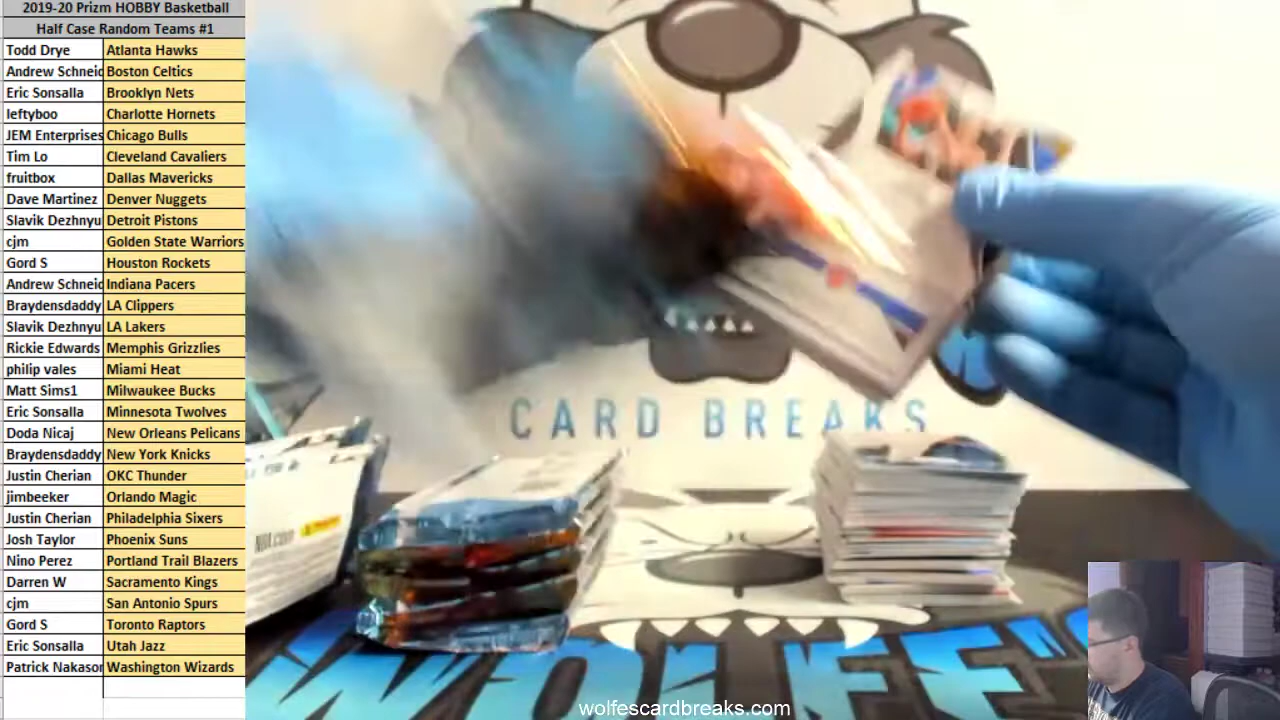 2019-20 Prizm HOBBY Basketball
Half Case Random Teams #1
Todd Drye Atlanta Hawks
Andrew Schneid Boston Celtics
Eric Sonsalla Brooklyn Nets
leftyboo Charlotte Hornets
JEM Enterprises Chicago Bulls
Tim Lo Cleveland Cavaliers
fruitbox Dallas Mavericks
Dave Martinez Denver Nuggets
Slavik Dezhnyu Detroit Pistons
cjm Golden State Warriors
Gord S Houston Rockets
Andrew Schneid Indiana Pacers
Braydensdaddy LA Clippers
Slavik Dezhnyu LA Lakers
Rickie Edwards Memphis Grizzlies
philip vales Miami Heat
Matt Sims1 Milwaukee Bucks
Eric Sonsalla Minnesota Twolves
Doda Nicaj New Orleans Pelicans
Braydensdaddy New York Knicks
Justin Cherian OKC Thunder
jimbeeker Orlando Magic
Justin Cherian Philadelphia Sixers
Josh Taylor Phoenix Suns
Nino Perez Portland Trail Blazers
Darren W Sacramento Kings
cjm San Antonio Spurs
Gord S Toronto Raptors
Eric Sonsalla Utah Jazz
Patrick Nakason Washington Wizards
CARD BREAKS
WOLFE'S
wolfescardbreaks.com